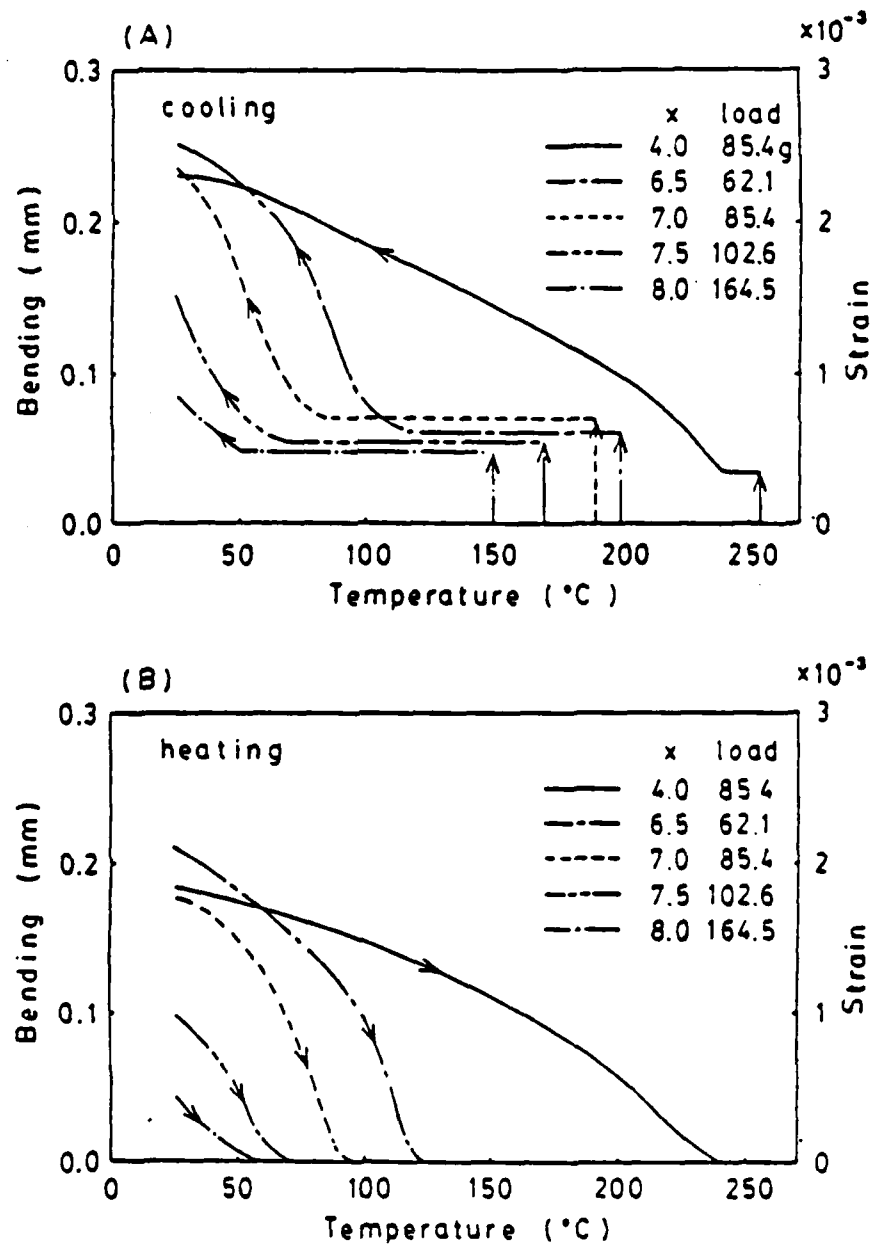 (A)
×10⁻³
0.3
3
cooling
x load
4.0 85.4g
6.5 62.1
7.0 85.4
7.5 102.6
8.0 164.5
0.2
2
0.1
1
0.0
0
Bending (mm)
Strain
0 50 100 150 200 250
Temperature (°C)
(B)
×10⁻³
0.3
3
heating
x load
4.0 85 4
6.5 62.1
7.0 85.4
7.5 102.6
8.0 164.5
0.2
2
0.1
1
0.0
0
Bending (mm)
Strain
0 50 100 150 200 250
Temperature (°C)